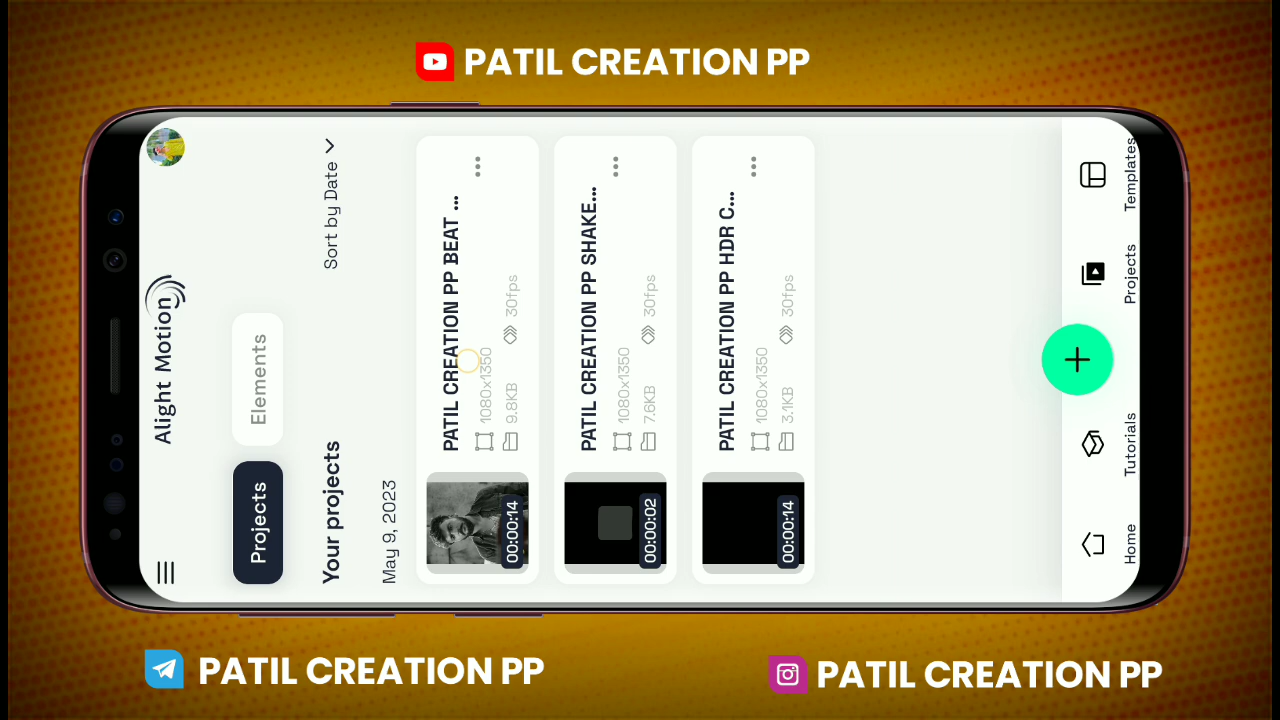 PATIL CREATION PP
Alight Motion
Projects
Elements
Your projects
Sort by Date
May 9, 2023
PATIL CREATION PP BEAT ...
1080x1350
9.8KB 30fps
00:00:14
PATIL CREATION PP SHAKE...
1080x1350
7.6KB 30fps
00:00:02
PATIL CREATION PP HDR C...
1080x1350
3.1KB 30fps
00:00:14
Home
Tutorials
Projects
Templates
PATIL CREATION PP
PATIL CREATION PP